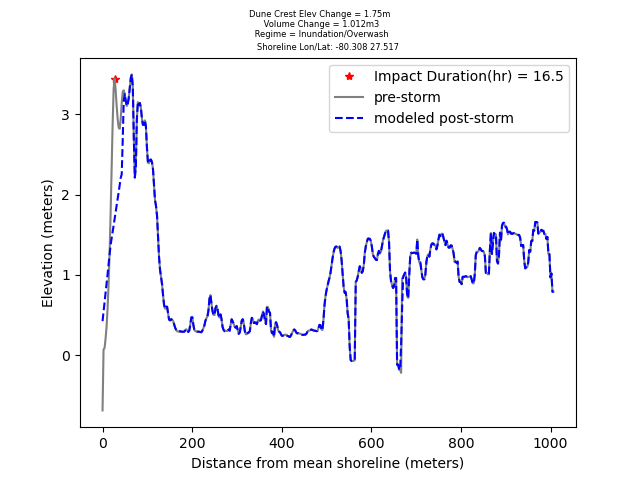 Dune Crest Elev Change = 1.75m
Volume Change = 1.012m3
Regime = Inundation/Overwash
Shoreline Lon/Lat: -80.308 27.517
Impact Duration(hr) = 16.5
pre-storm
modeled post-storm
3
2
1
0
Elevation (meters)
0 200 400 600 800 1000
Distance from mean shoreline (meters)